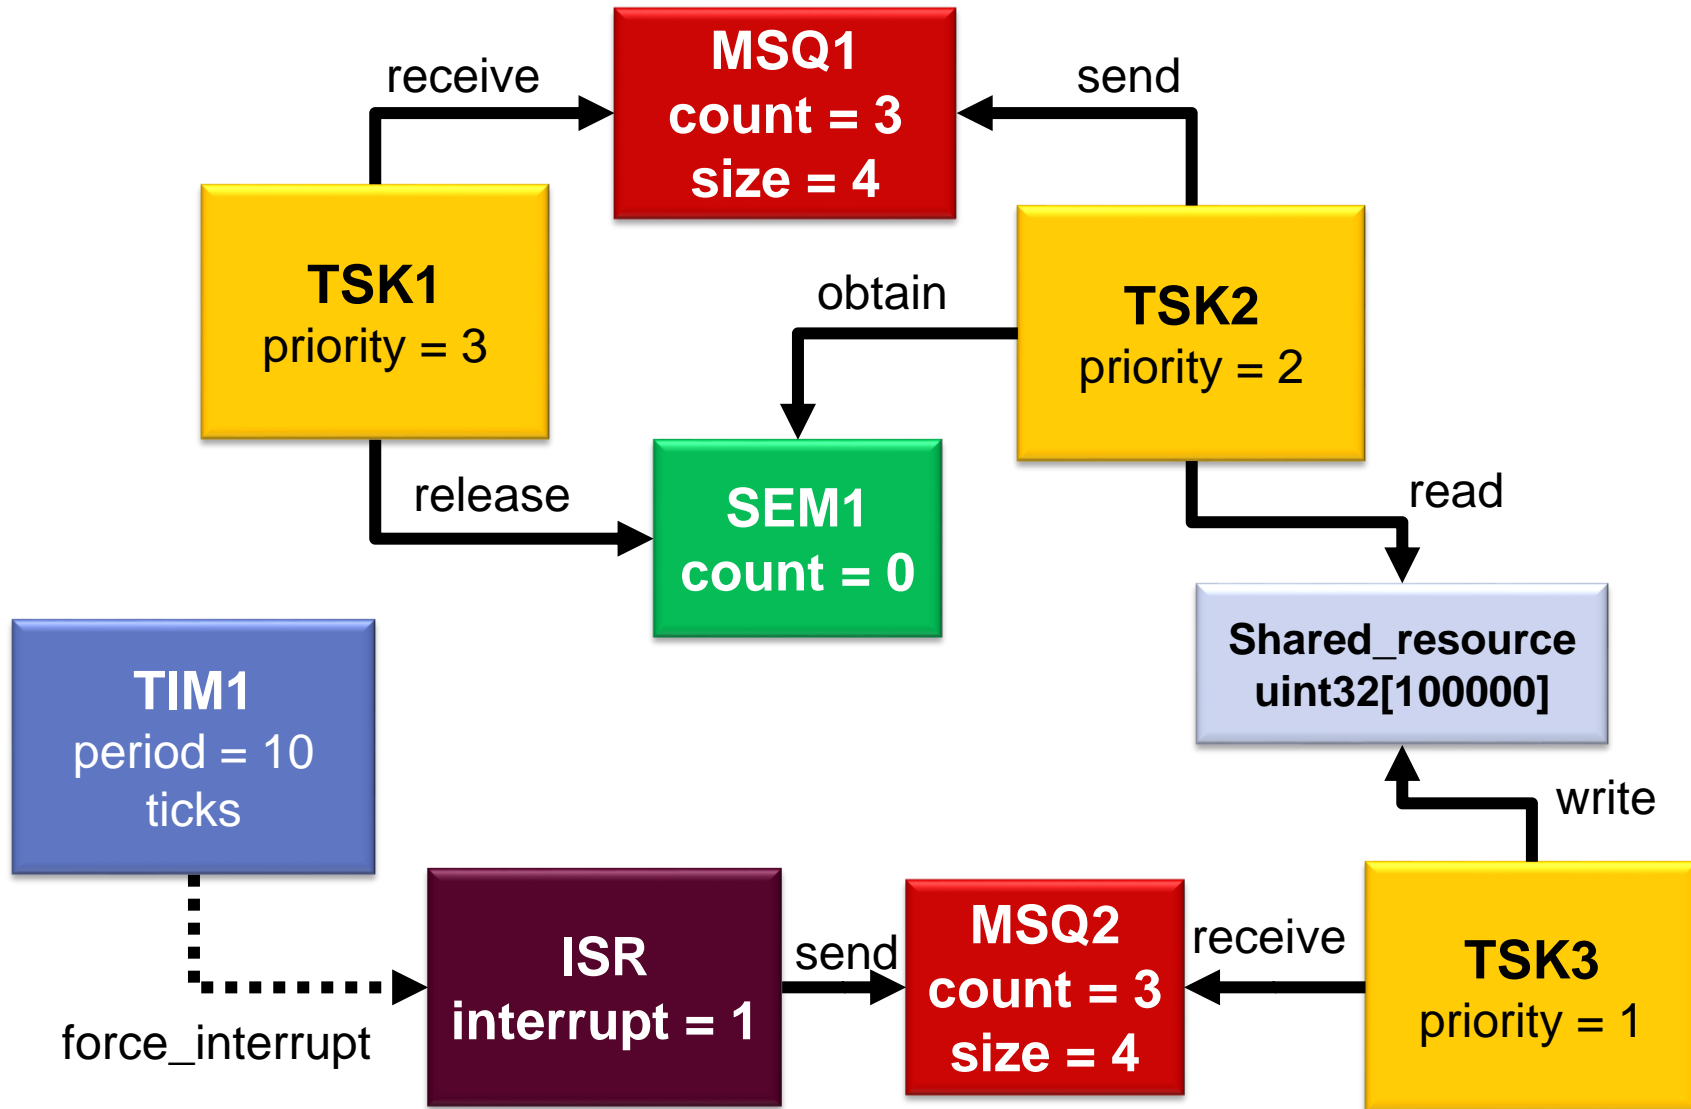 receive
MSQ1
count = 3
size = 4
send
TSK1
priority = 3
obtain
TSK2
priority = 2
release
SEM1
count = 0
read
Shared_resource
uint32[100000]
TIM1
period = 10
ticks
write
force_interrupt
ISR
interrupt = 1
send
MSQ2
count = 3
size = 4
receive
TSK3
priority = 1